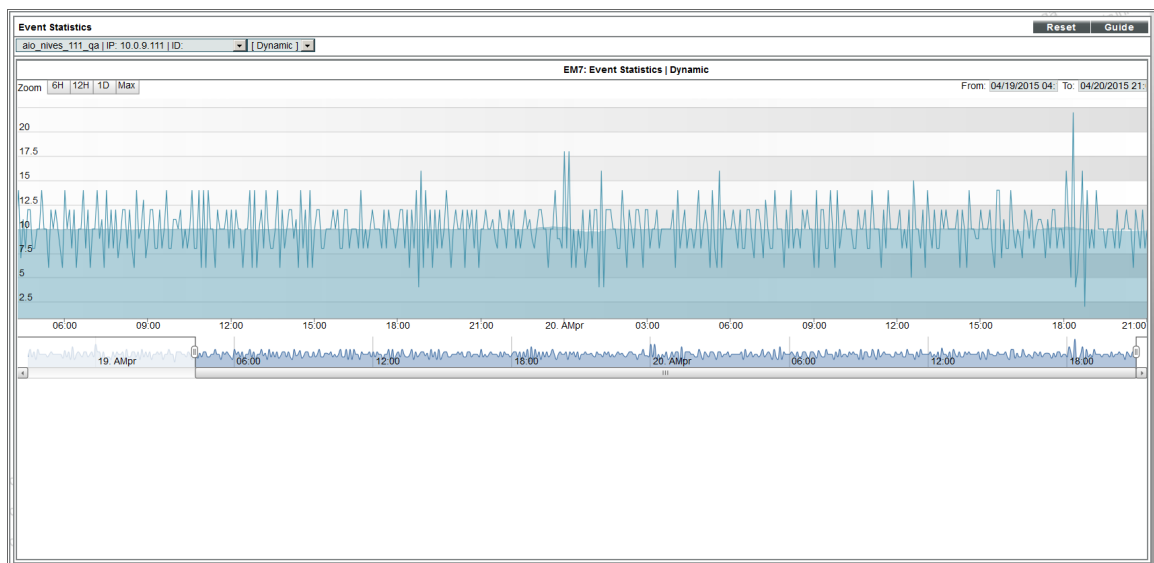 Event Statistics
Reset Guide
aio_nives_111_qa | IP: 10.0.9.111 | ID: [ Dynamic ]
EM7: Event Statistics | Dynamic
Zoom 6H 12H 1D Max From: 04/19/2015 04: To: 04/20/2015 21:
20
17.5
15
12.5
10
7.5
5
2.5
06:00 09:00 12:00 15:00 18:00 21:00 20. AMpr 03:00 06:00 09:00 12:00 15:00 18:00 21:00
19. AMpr 06:00 12:00 18:00 20. AMpr 06:00 12:00 18:00